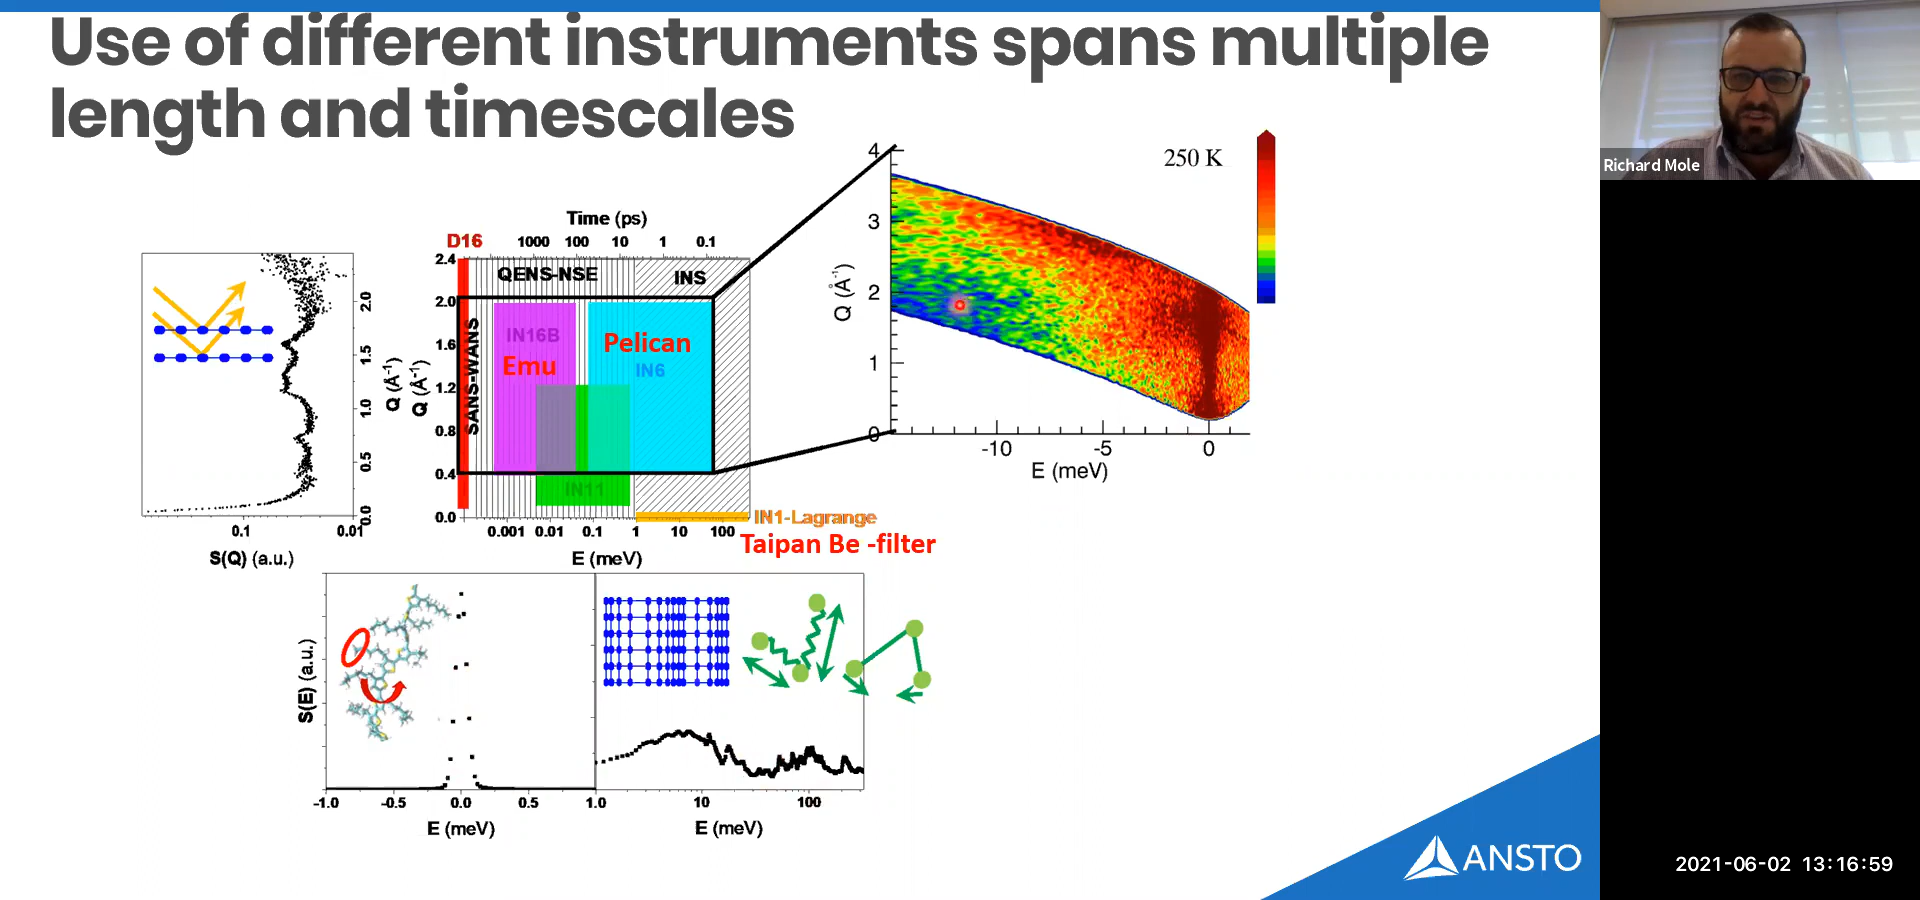 Use of different instruments spans multiple
length and timescales
Richard Mole
250 K
4
3
2
1
0
Q (Å⁻¹)
-10
-5
0
E (meV)
Time (ps)
D16
1000
100
10
1
0.1
2.4
2.0
1.6
1.2
0.8
0.4
0.0
Q (Å⁻¹)
QENS-NSE
INS
SANS-WANS
IN16B
Emu
Pelican
IN6
IN11
IN1-Lagrange
Taipan Be -filter
0.001
0.01
0.1
1
10
100
E (meV)
2.0
1.5
1.0
0.5
0.0
Q (Å⁻¹)
0.1
0.01
S(Q) (a.u.)
S(E) (a.u.)
-1.0
-0.5
0.0
0.5
1.0
10
100
E (meV)
E (meV)
ANSTO
2021-06-02 13:16:59